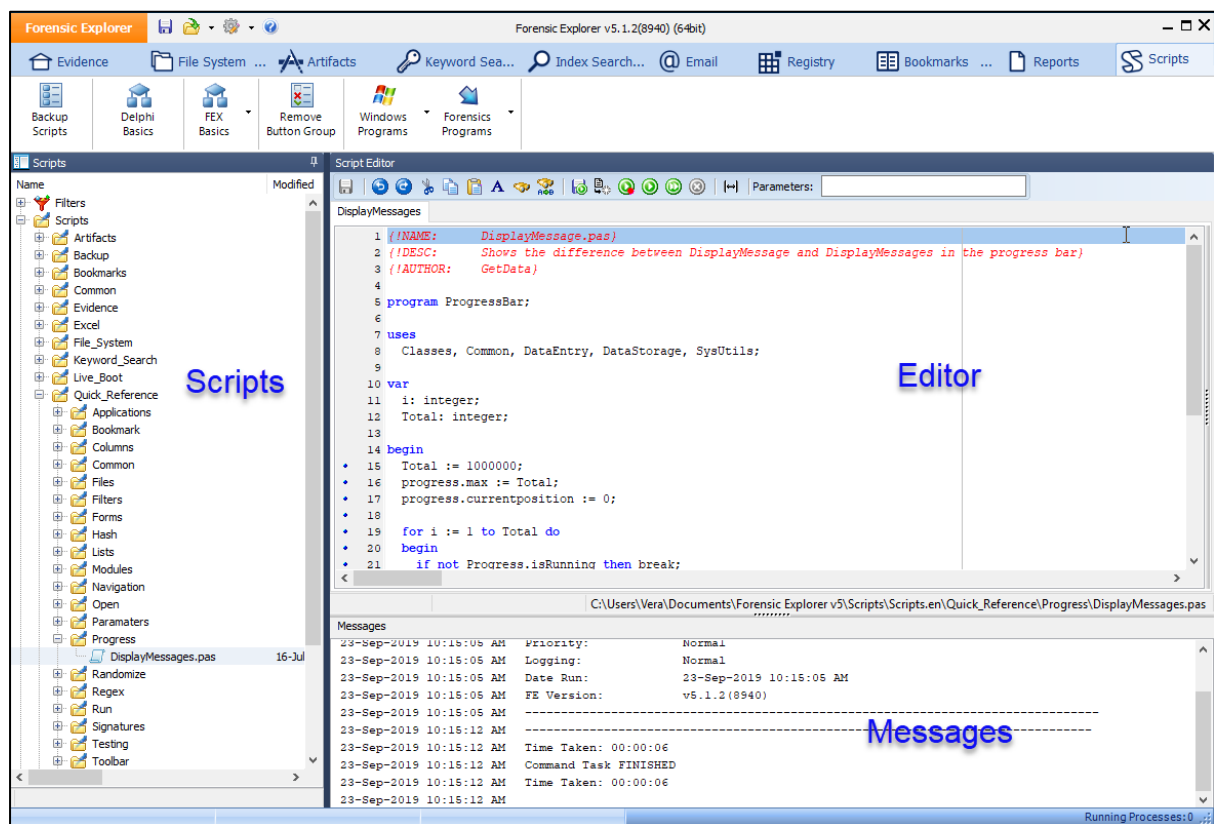 Forensic Explorer
Forensic Explorer v5.1.2(8940) (64bit)
Evidence File System ... Artifacts Keyword Sea... Index Search... Email Registry Bookmarks ... Reports Scripts
Backup Scripts
Delphi Basics
FEX Basics
Remove Button Group
Windows Programs
Forensics Programs
Scripts
Name Modified
Filters
Scripts
Artifacts
Backup
Bookmarks
Common
Evidence
Excel
File_System
Keyword_Search
Live_Boot
Quick_Reference
Applications
Bookmark
Columns
Common
Files
Filters
Forms
Hash
Lists
Modules
Navigation
Open
Paramaters
Progress
DisplayMessages.pas 16-Jul
Randomize
Regex
Run
Signatures
Testing
Toolbar
Scripts
Script Editor
Parameters:
DisplayMessages
1 {!NAME: DisplayMessage.pas}
2 {!DESC: Shows the difference between DisplayMessage and DisplayMessages in the progress bar}
3 {!AUTHOR: GetData}
4
5 program ProgressBar;
6
7 uses
8 Classes, Common, DataEntry, DataStorage, SysUtils;
9
10 var
11 i: integer;
12 Total: integer;
13
14 begin
15 Total := 1000000;
16 progress.max := Total;
17 progress.currentposition := 0;
18
19 for i := 1 to Total do
20 begin
21 if not Progress.isRunning then break;
Editor
C:\Users\Vera\Documents\Forensic Explorer v5\Scripts\Scripts.en\Quick_Reference\Progress\DisplayMessages.pas
Messages
23-Sep-2019 10:15:05 AM Priority: Normal
23-Sep-2019 10:15:05 AM Logging: Normal
23-Sep-2019 10:15:05 AM Date Run: 23-Sep-2019 10:15:05 AM
23-Sep-2019 10:15:05 AM FE Version: v5.1.2(8940)
23-Sep-2019 10:15:05 AM --------------------------------------------------------------------------------
23-Sep-2019 10:15:12 AM --------------------------------------------------------------------------------
23-Sep-2019 10:15:12 AM Time Taken: 00:00:06
23-Sep-2019 10:15:12 AM Command Task FINISHED
23-Sep-2019 10:15:12 AM Time Taken: 00:00:06
23-Sep-2019 10:15:12 AM
Messages
Running Processes:0